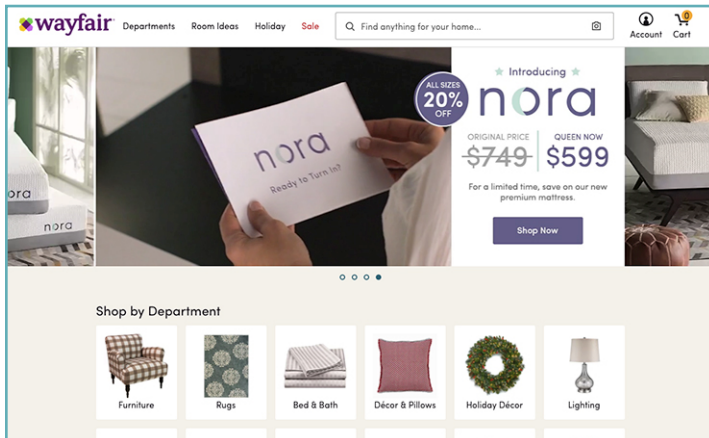 wayfair
Departments Room Ideas Holiday Sale
Find anything for your home...
0
Account Cart
ALL SIZES
20%
OFF
Introducing
nora
ORIGINAL PRICE QUEEN NOW
$749 $599
For a limited time, save on our new
premium mattress.
Shop Now
nora
Ready to Turn In?
ora
nora
Shop by Department
Furniture Rugs Bed & Bath Décor & Pillows Holiday Décor Lighting